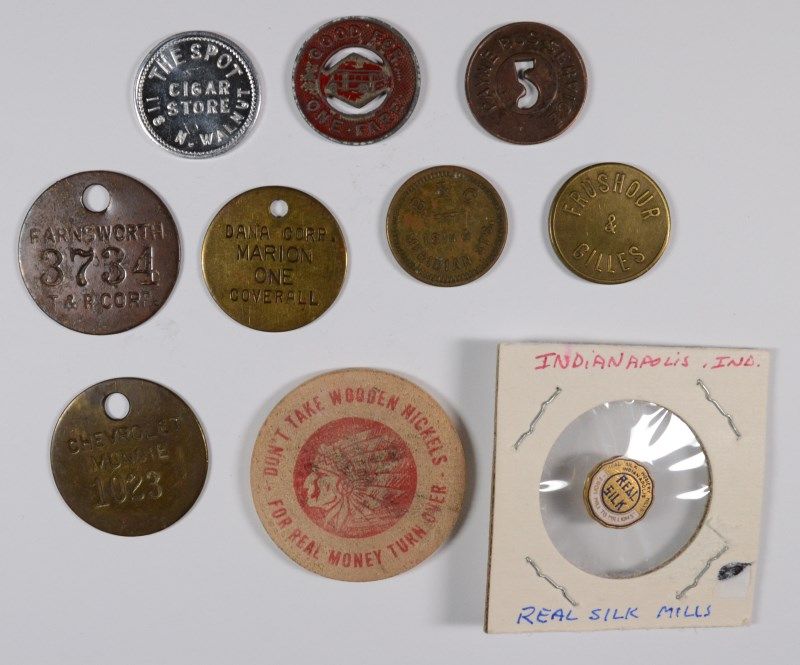 THE SPOT
CIGAR
STORE
118 N. WALNUT
GOOD FOR
ONE FARE
5
FARNSWORTH
3734
T & R CORP.
DANA CORP.
MARION
ONE
COVERALL
FRUSHOUR
&
GILLES
CHEVROLET
MUNCIE
1023
DON'T TAKE WOODEN NICKELS
FOR REAL MONEY TURN OVER
INDIANAPOLIS, IND.
REAL
SILK
REAL SILK MILLS